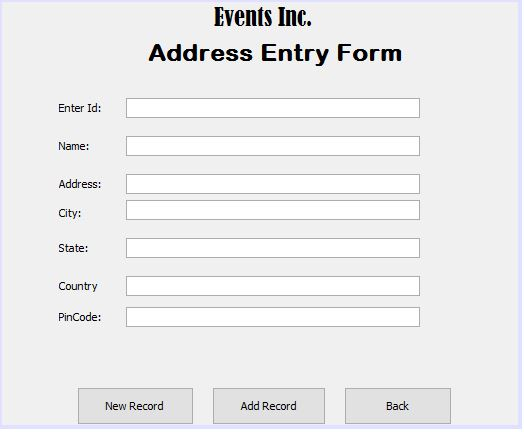 Events Inc.
Address Entry Form
Enter Id:
Name:
Address:
City:
State:
Country
PinCode:
New Record Add Record Back